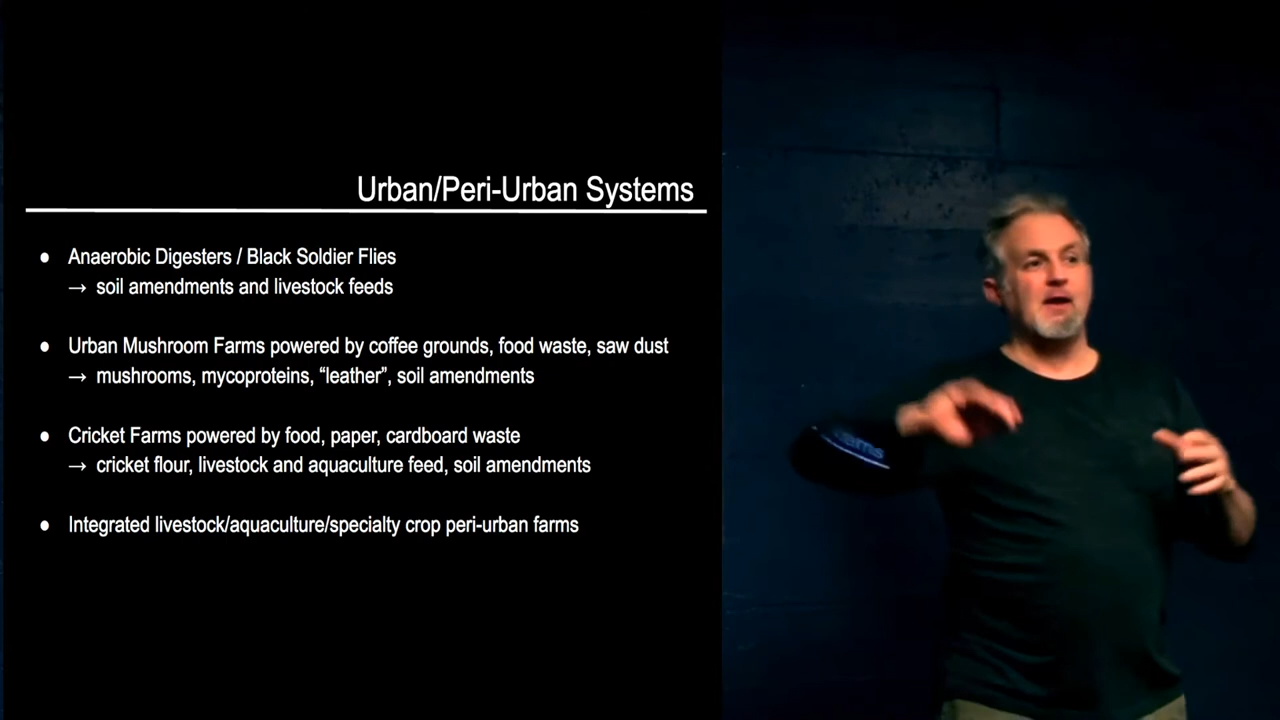 Urban/Peri-Urban Systems
● Anaerobic Digesters / Black Soldier Flies
→ soil amendments and livestock feeds
● Urban Mushroom Farms powered by coffee grounds, food waste, saw dust
→ mushrooms, mycoproteins, “leather”, soil amendments
● Cricket Farms powered by food, paper, cardboard waste
→ cricket flour, livestock and aquaculture feed, soil amendments
● Integrated livestock/aquaculture/specialty crop peri-urban farms